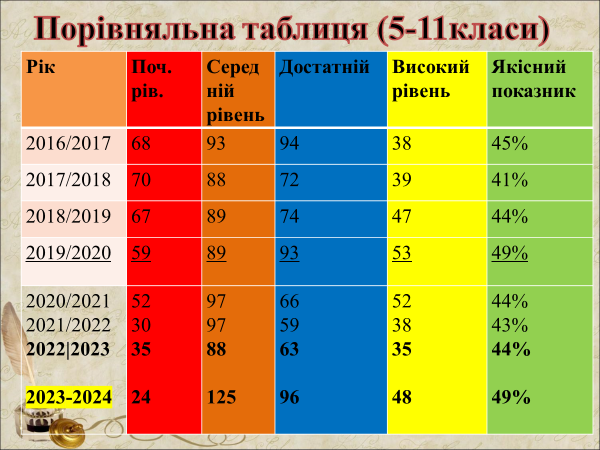 Порівняльна таблиця (5-11класи)
Рік Поч. рів. Серед ній рівень Достатній Високий рівень Якісний показник
2016/2017 68 93 94 38 45%
2017/2018 70 88 72 39 41%
2018/2019 67 89 74 47 44%
2019/2020 59 89 93 53 49%
2020/2021 52 97 66 52 44%
2021/2022 30 97 59 38 43%
2022|2023 35 88 63 35 44%
2023-2024 24 125 96 48 49%